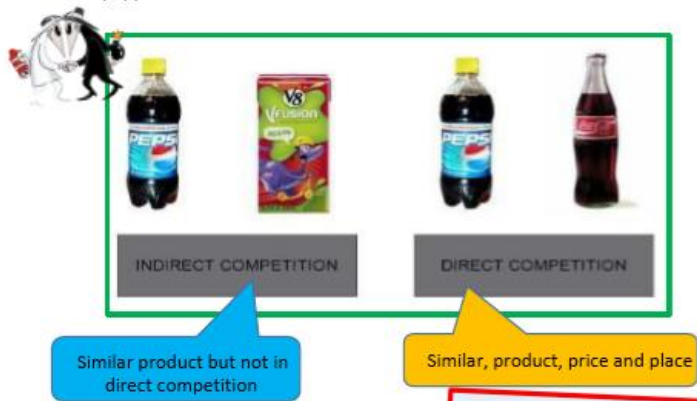 PEPSI
V8
V-FUSION
PEPSI
INDIRECT COMPETITION
DIRECT COMPETITION
Similar product but not in
direct competition
Similar, product, price and place